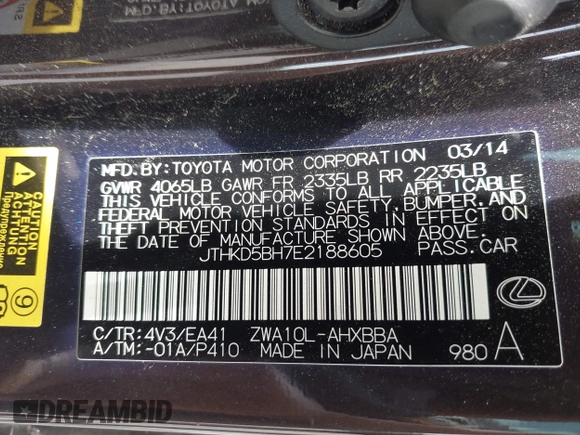 MFD.BY:TOYOTA MOTOR CORPORATION 03/14
GVWR 4065LB GAWR FR 2335LB RR 2235LB
THIS VEHICLE CONFORMS TO ALL APPLICABLE
FEDERAL MOTOR VEHICLE SAFETY, BUMPER, AND
THEFT PREVENTION STANDARDS IN EFFECT ON
THE DATE OF MANUFACTURE SHOWN ABOVE.
JTHKD5BH7E2188605 PASS.CAR
C/TR:4V3/EA41 ZWA10L-AHXBBA
A/TM:-01A/P410 MADE IN JAPAN 980 A
CAUTION
ATTENTION
VORSICHT
9
DREAMBID